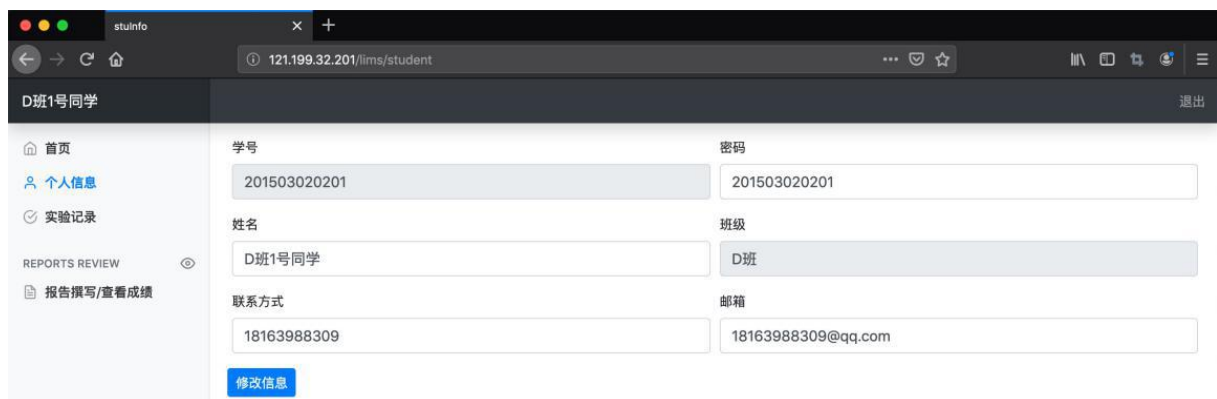 stuInfo
121.199.32.201/lims/student
D班1号同学
退出
首页
个人信息
实验记录
REPORTS REVIEW
报告撰写/查看成绩
学号
密码
201503020201
201503020201
姓名
班级
D班1号同学
D班
联系方式
邮箱
18163988309
18163988309@qq.com
修改信息